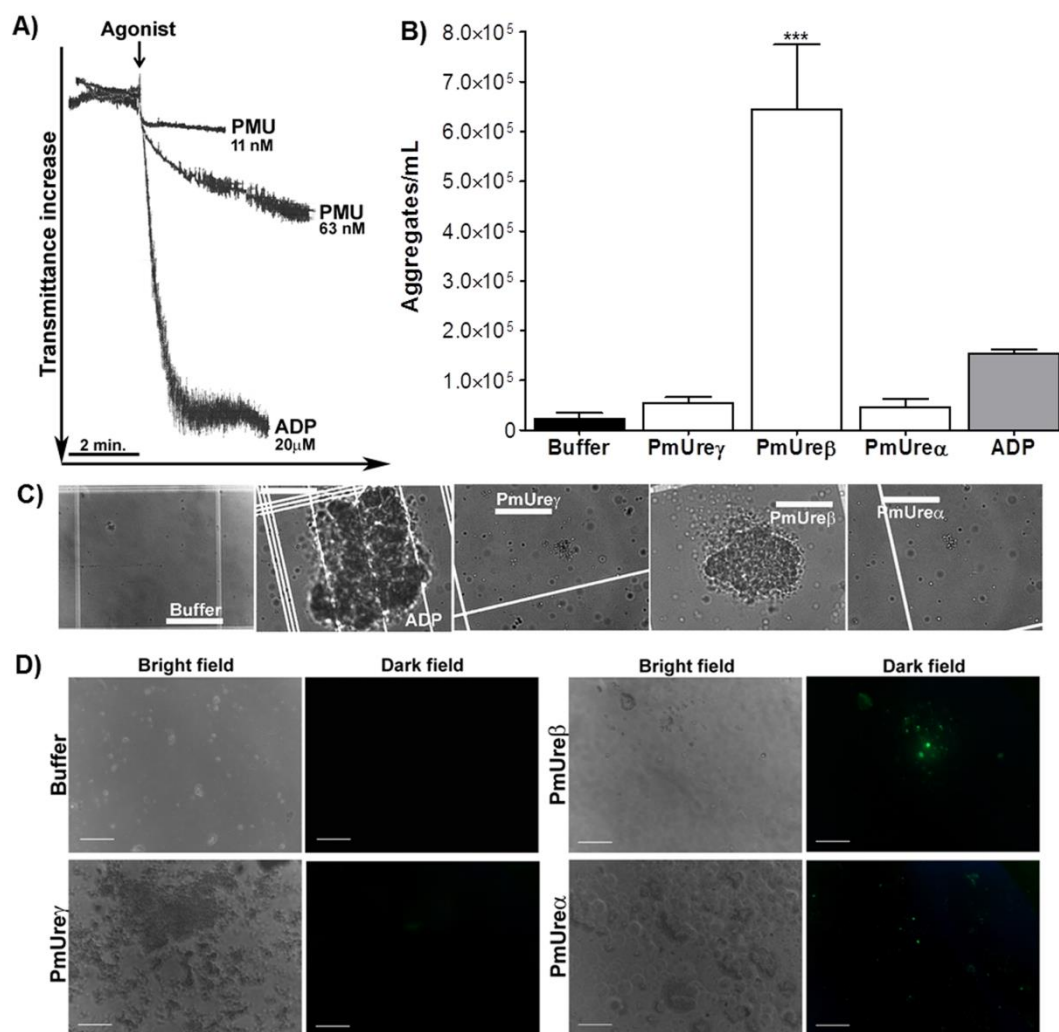 A)
Agonist
Transmittance increase
PMU
11 nM
PMU
63 nM
ADP
20µM
2 min.
B)
Aggregates/mL
8.0×10⁵
7.0×10⁵
6.0×10⁵
5.0×10⁵
4.0×10⁵
3.0×10⁵
2.0×10⁵
1.0×10⁵
0
***
Buffer
PmUreγ
PmUreβ
PmUreα
ADP
C)
Buffer
ADP
PmUreγ
PmUreβ
PmUreα
D)
Bright field
Dark field
Bright field
Dark field
Buffer
PmUreβ
PmUreγ
PmUreα